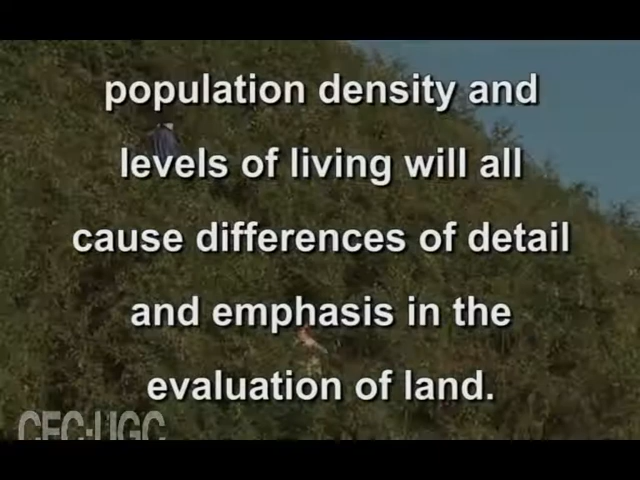 population density and
levels of living will all
cause differences of detail
and emphasis in the
evaluation of land.
CEC-UGC